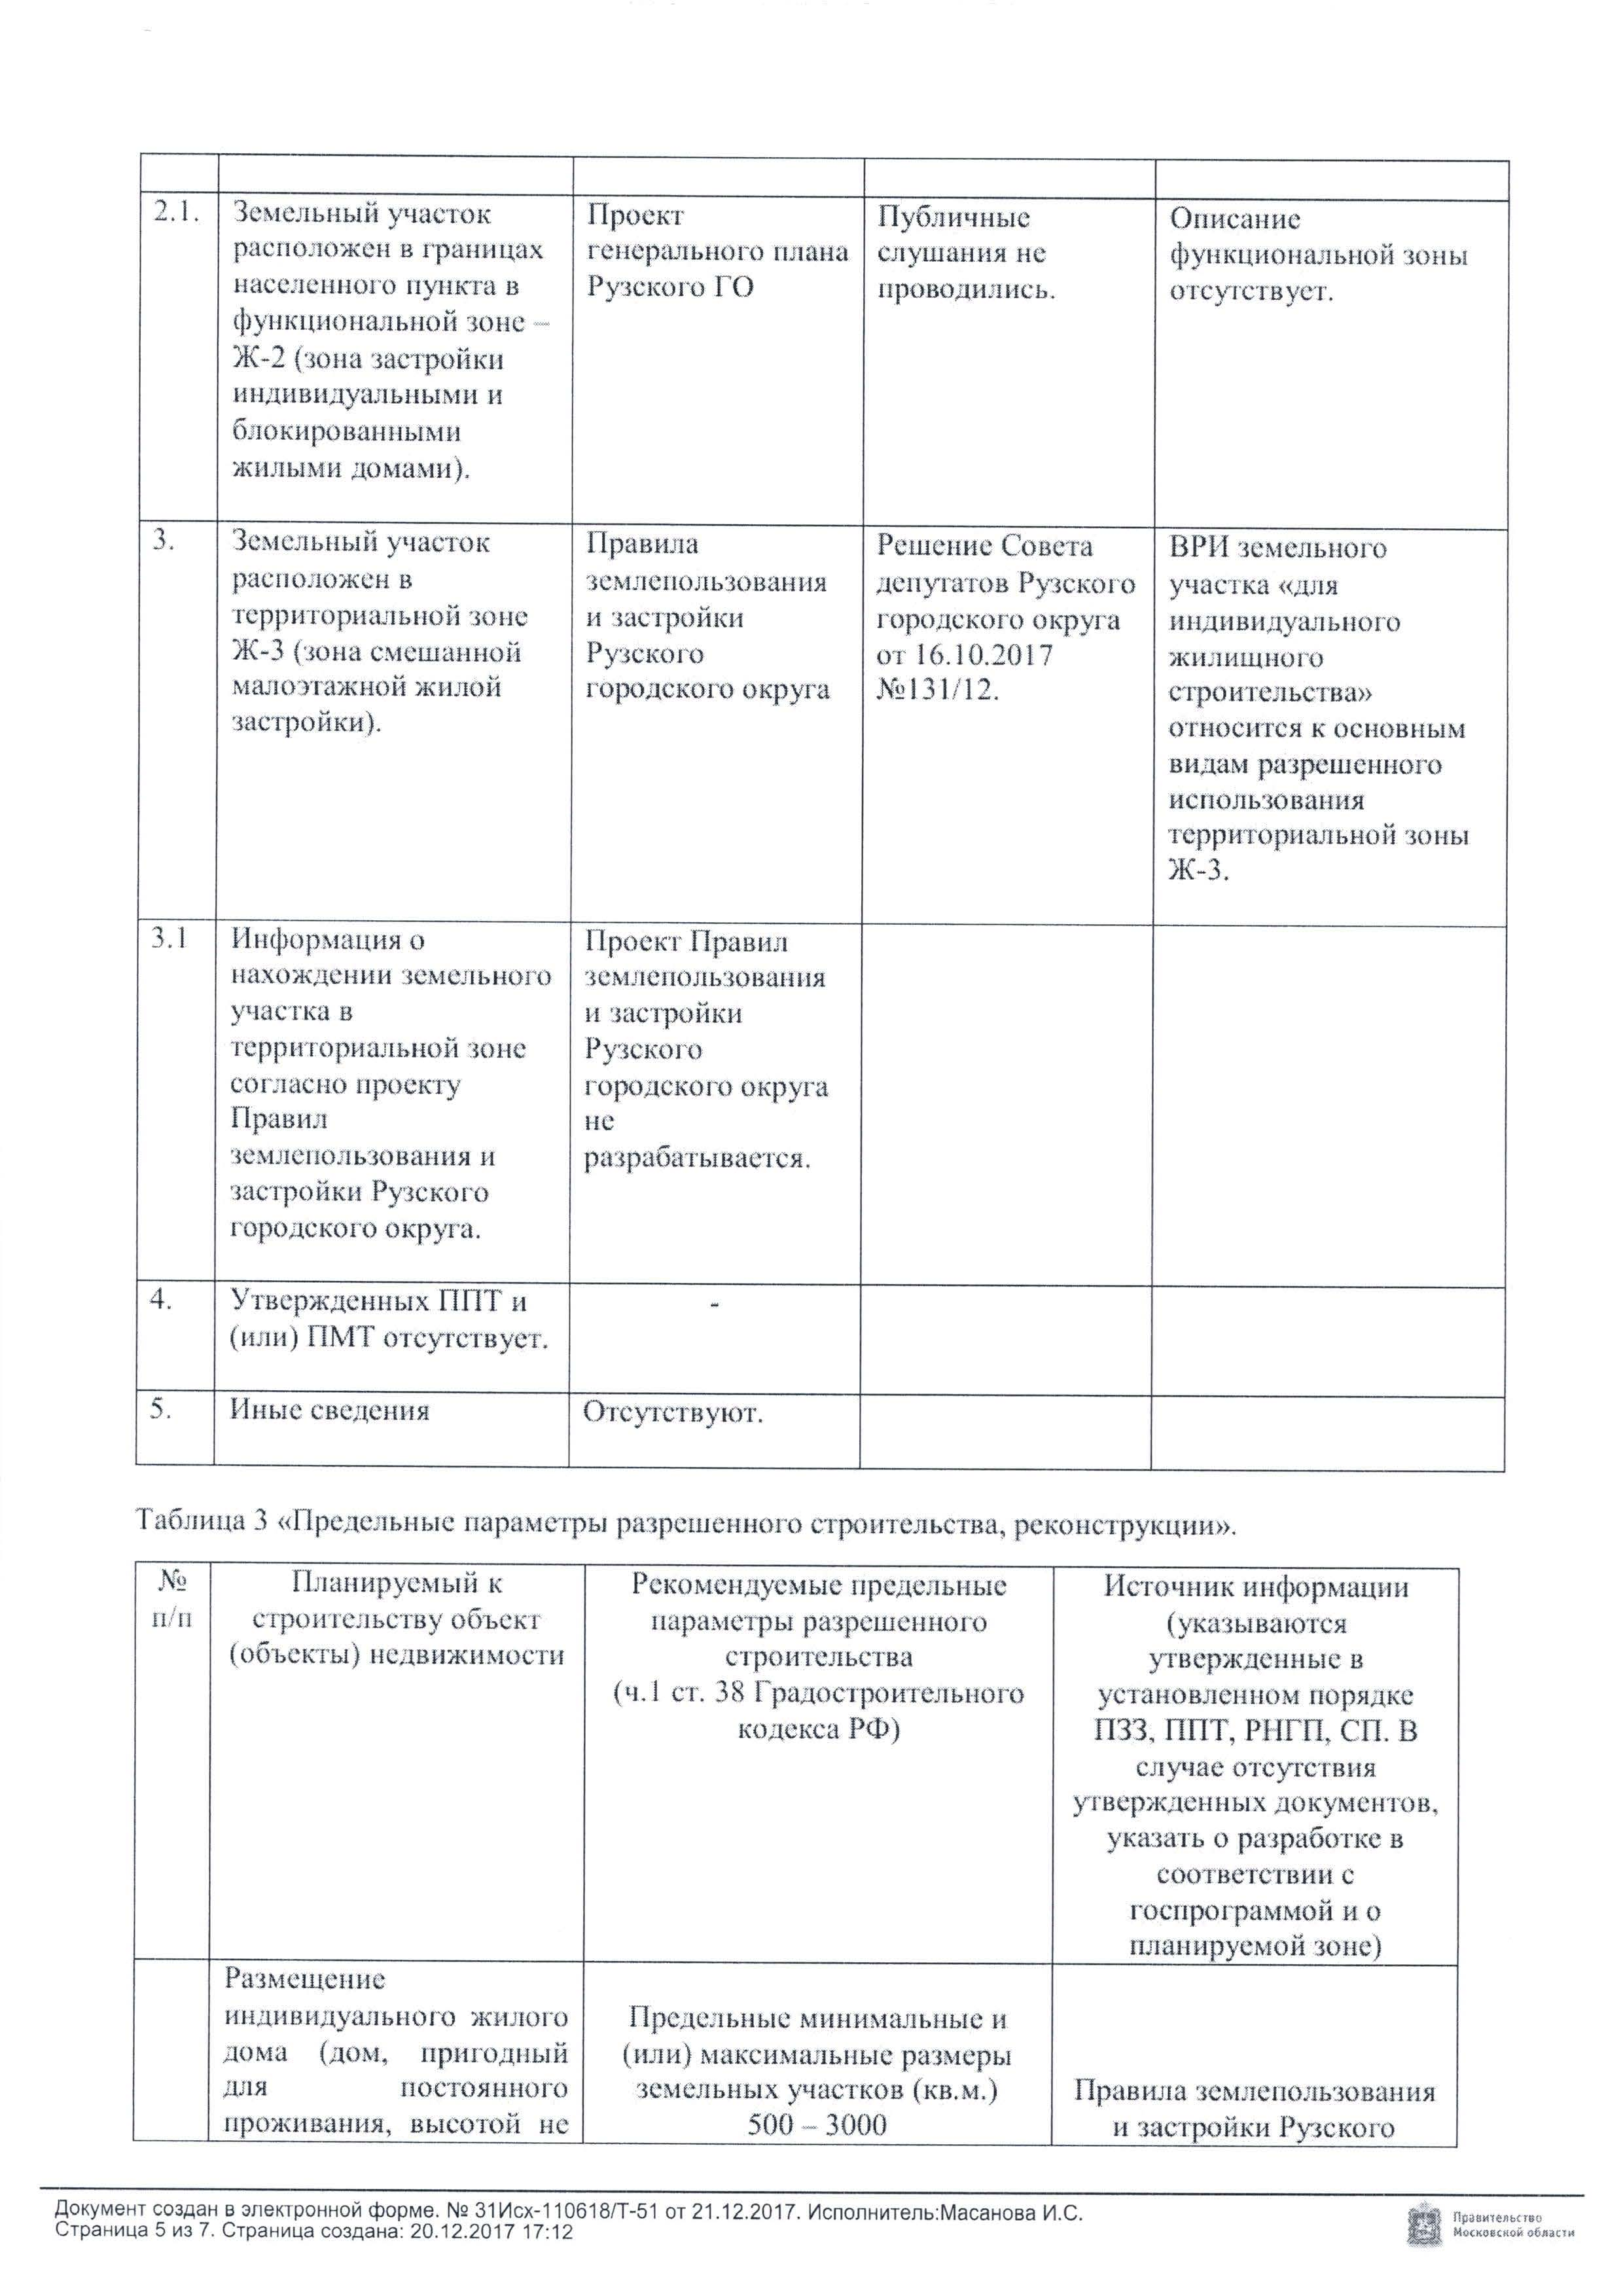 2.1.
Земельный участок
расположен в границах
населенного пункта в
функциональной зоне –
Ж-2 (зона застройки
индивидуальными и
блокированными
жилыми домами).
Проект
генерального плана
Рузского ГО
Публичные
слушания не
проводились.
Описание
функциональной зоны
отсутствует.
3.
Земельный участок
расположен в
территориальной зоне
Ж-3 (зона смешанной
малоэтажной жилой
застройки).
Правила
землепользования
и застройки
Рузского
городского округа
Решение Совета
депутатов Рузского
городского округа
от 16.10.2017
№131/12.
ВРИ земельного
участка «для
индивидуального
жилищного
строительства»
относится к основным
видам разрешенного
использования
территориальной зоны
Ж-3.
3.1
Информация о
нахождении земельного
участка в
территориальной зоне
согласно проекту
Правил
землепользования и
застройки Рузского
городского округа.
Проект Правил
землепользования
и застройки
Рузского
городского округа
не
разрабатывается.
4.
Утвержденных ППТ и
(или) ПМТ отсутствует.
-
5.
Иные сведения
Отсутствуют.
Таблица 3 «Предельные параметры разрешенного строительства, реконструкции».
№
п/п
Планируемый к
строительству объект
(объекты) недвижимости
Рекомендуемые предельные
параметры разрешенного
строительства
(ч.1 ст. 38 Градостроительного
кодекса РФ)
Источник информации
(указываются
утвержденные в
установленном порядке
ПЗЗ, ППТ, РНГП, СП. В
случае отсутствия
утвержденных документов,
указать о разработке в
соответствии с
госпрограммой и о
планируемой зоне)
Размещение
индивидуального жилого
дома (дом, пригодный
для постоянного
проживания, высотой не
Предельные минимальные и
(или) максимальные размеры
земельных участков (кв.м.)
500 – 3000
Правила землепользования
и застройки Рузского
Документ создан в электронной форме. № 31Исх-110618/Т-51 от 21.12.2017. Исполнитель:Масанова И.С.
Страница 5 из 7. Страница создана: 20.12.2017 17:12
Правительство
Московской области